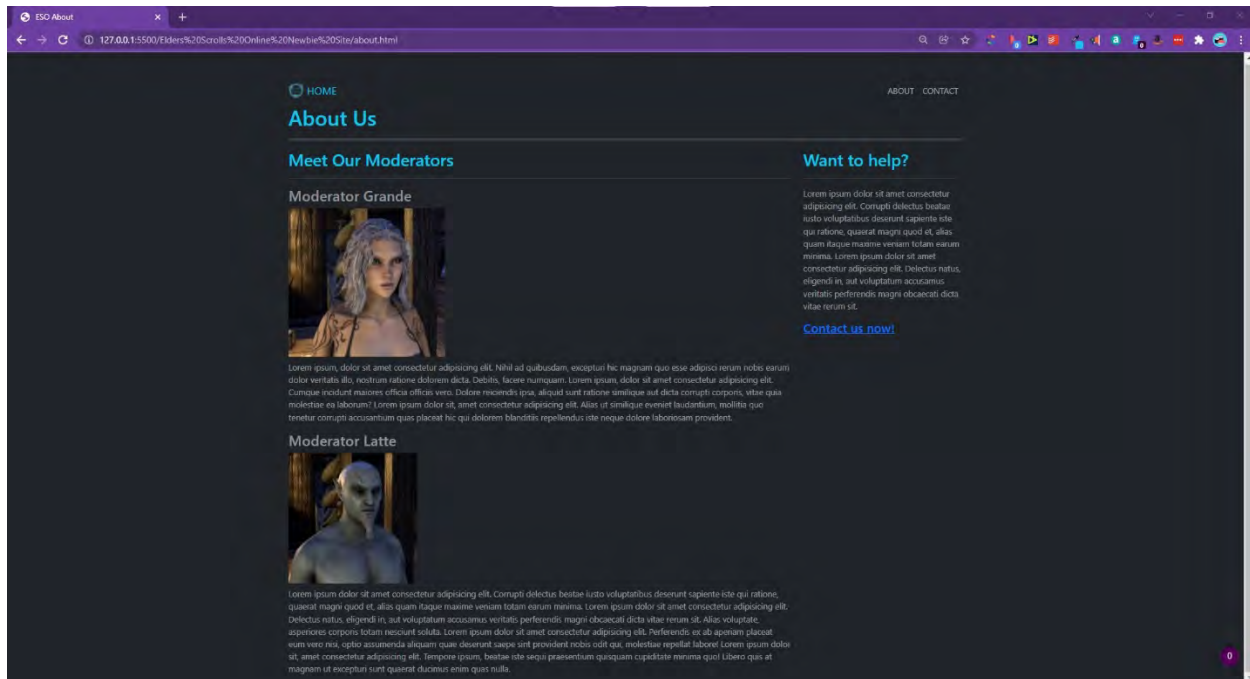 ESO About
127.0.0.1:5500/Elders%20Scrolls%20Online%20Newbie%20Site/about.html
HOME
ABOUT CONTACT
About Us
Meet Our Moderators
Moderator Grande
Lorem ipsum, dolor sit amet consectetur adipisicing elit. Nihil ad quibusdam, excepturi hic magnam quo esse adipisci rerum nobis earum
dolor veritatis illo, nostrum ratione dolorem dicta. Debitis, facere numquam. Lorem ipsum, dolor sit amet consectetur adipisicing elit.
Cumque incidunt maiores officia officiis vero. Dolore reiciendis ipsa, aliquid sunt ratione similique aut dicta corrupti corporis, vitae quia
molestiae ea laborum? Lorem ipsum dolor sit, amet consectetur adipisicing elit. Alias ut similique eveniet laudantium, mollitia quo
tenetur corrupti accusantium quas placeat hic qui dolorem blanditiis repellendus iste neque dolore laboriosam provident.
Moderator Latte
Lorem ipsum dolor sit amet consectetur adipisicing elit. Corrupti delectus beatae iusto voluptatibus deserunt sapiente iste qui ratione,
quaerat magni quod et, alias quam itaque maxime veniam totam earum minima. Lorem ipsum dolor sit amet consectetur adipisicing elit.
Delectus natus, eligendi in, aut voluptatum accusamus veritatis perferendis magni obcaecati dicta vitae rerum sit. Alias voluptate,
asperiores corporis totam nesciunt soluta. Lorem ipsum dolor sit amet consectetur adipisicing elit. Perferendis ex ab aperiam placeat
eum vero nisi, optio assumenda aliquam quae deserunt saepe sint provident nobis odit qui, molestiae repellat labore! Lorem ipsum dolor
sit, amet consectetur adipisicing elit. Tempore ipsum, beatae iste sequi praesentium quisquam cupiditate minima quo! Libero quis at
magnam ut excepturi sunt quaerat ducimus enim quas nulla.
Want to help?
Lorem ipsum dolor sit amet consectetur
adipisicing elit. Corrupti delectus beatae
iusto voluptatibus deserunt sapiente iste
qui ratione, quaerat magni quod et, alias
quam itaque maxime veniam totam earum
minima. Lorem ipsum dolor sit amet
consectetur adipisicing elit. Delectus natus,
eligendi in, aut voluptatum accusamus
veritatis perferendis magni obcaecati dicta
vitae rerum sit.
Contact us now!
0